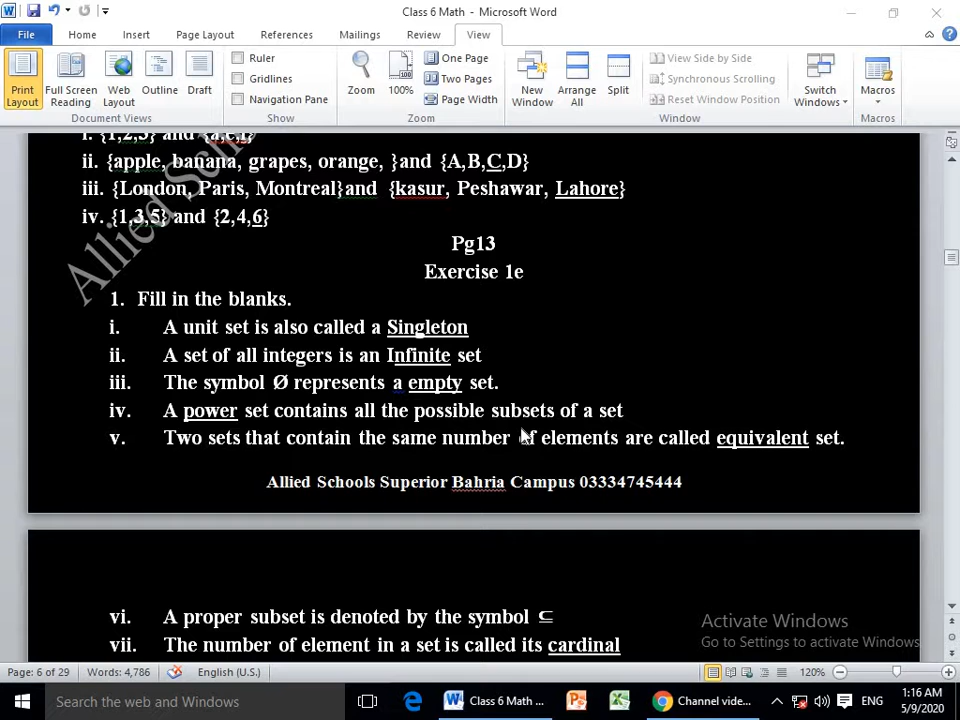 Class 6 Math - Microsoft Word
File Home Insert Page Layout References Mailings Review View
Print Layout
Full Screen Reading
Web Layout
Outline
Draft
Document Views
Ruler
Gridlines
Navigation Pane
Show
Zoom
100%
One Page
Two Pages
Page Width
Zoom
New Window
Arrange All
Split
View Side by Side
Synchronous Scrolling
Reset Window Position
Switch Windows
Window
Macros
Macros
i. {1,2,3} and {a,e,i}
ii. {apple, banana, grapes, orange, }and {A,B,C,D}
iii. {London, Paris, Montreal}and {kasur, Peshawar, Lahore}
iv. {1,3,5} and {2,4,6}
Allied Sch
Pg13
Exercise 1e
1. Fill in the blanks.
i. A unit set is also called a Singleton
ii. A set of all integers is an Infinite set
iii. The symbol Ø represents a empty set.
iv. A power set contains all the possible subsets of a set
v. Two sets that contain the same number of elements are called equivalent set.
Allied Schools Superior Bahria Campus 03334745444
vi. A proper subset is denoted by the symbol ⊆
vii. The number of element in a set is called its cardinal
Activate Windows
Go to Settings to activate Windows
Page: 6 of 29 Words: 4,786 English (U.S.) 120%
Search the web and Windows
Class 6 Math ...
Channel vide...
ENG
1:16 AM
5/9/2020